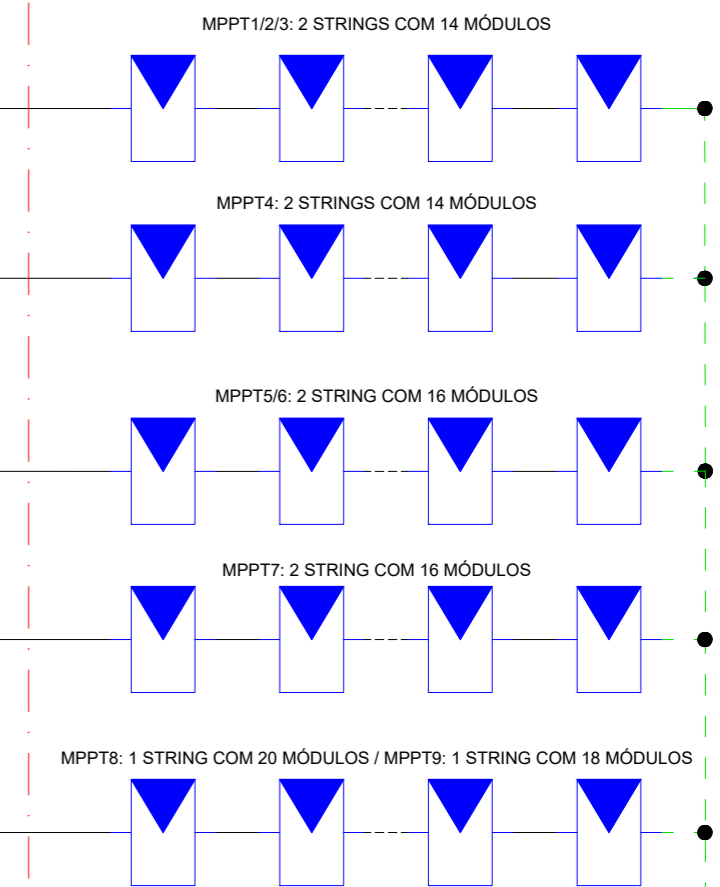 MPPT1/2/3: 2 STRINGS COM 14 MÓDULOS
MPPT4: 2 STRINGS COM 14 MÓDULOS
MPPT5/6: 2 STRING COM 16 MÓDULOS
MPPT7: 2 STRING COM 16 MÓDULOS
MPPT8: 1 STRING COM 20 MÓDULOS / MPPT9: 1 STRING COM 18 MÓDULOS